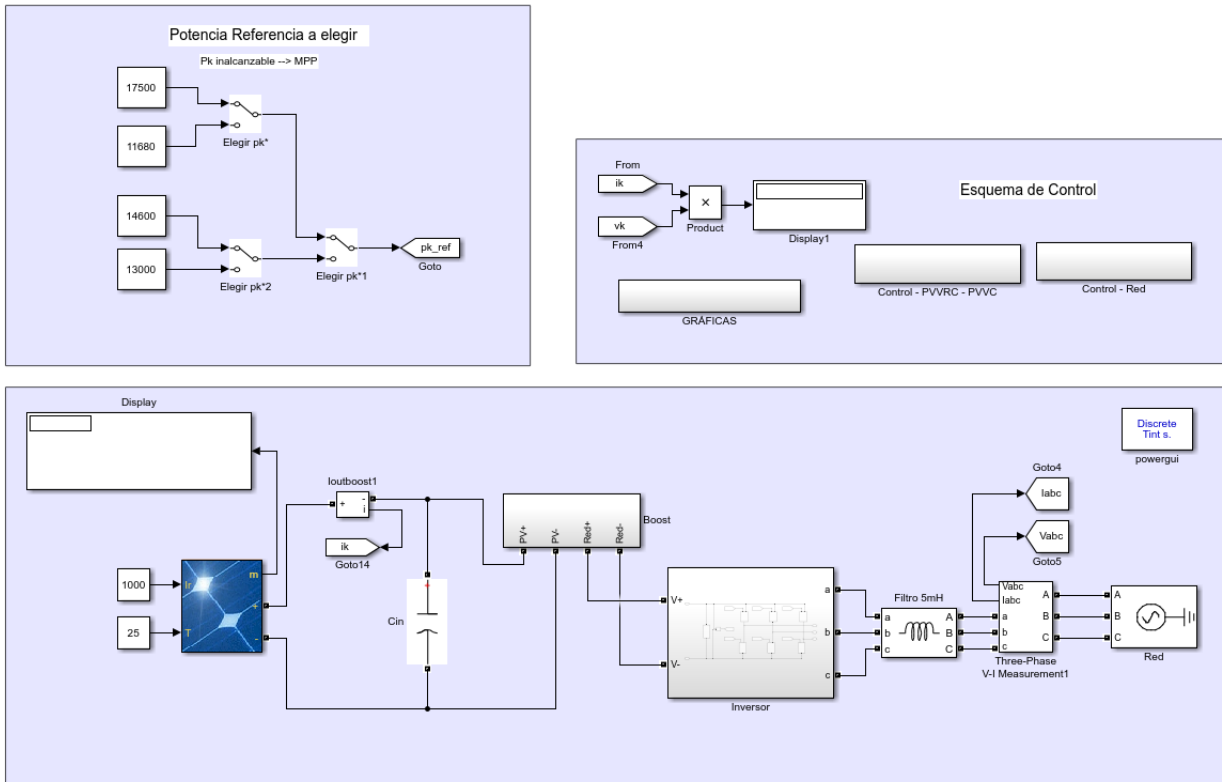 Potencia Referencia a elegir
Pk inalcanzable --> MPP
17500
11680
Elegir pk*
14600
13000
Elegir pk*2
Elegir pk*1
pk_ref
Goto
From
ik
vk
From4
×
Product
Display1
Esquema de Control
GRÁFICAS
Control - PVVRC - PVVC
Control - Red
Display
1000
25
Ir
T
m
+
-
Ioutboost1
+
-
i
ik
Goto14
+
Cin
PV+
PV-
Red+
Red-
Boost
V+
V-
a
b
c
Inversor
Filtro 5mH
a
b
c
A
B
C
Goto4
Iabc
Vabc
Goto5
Vabc
Iabc
a
b
c
A
B
C
Three-Phase
V-I Measurement1
A
B
C
Red
Discrete
Tint s.
powergui